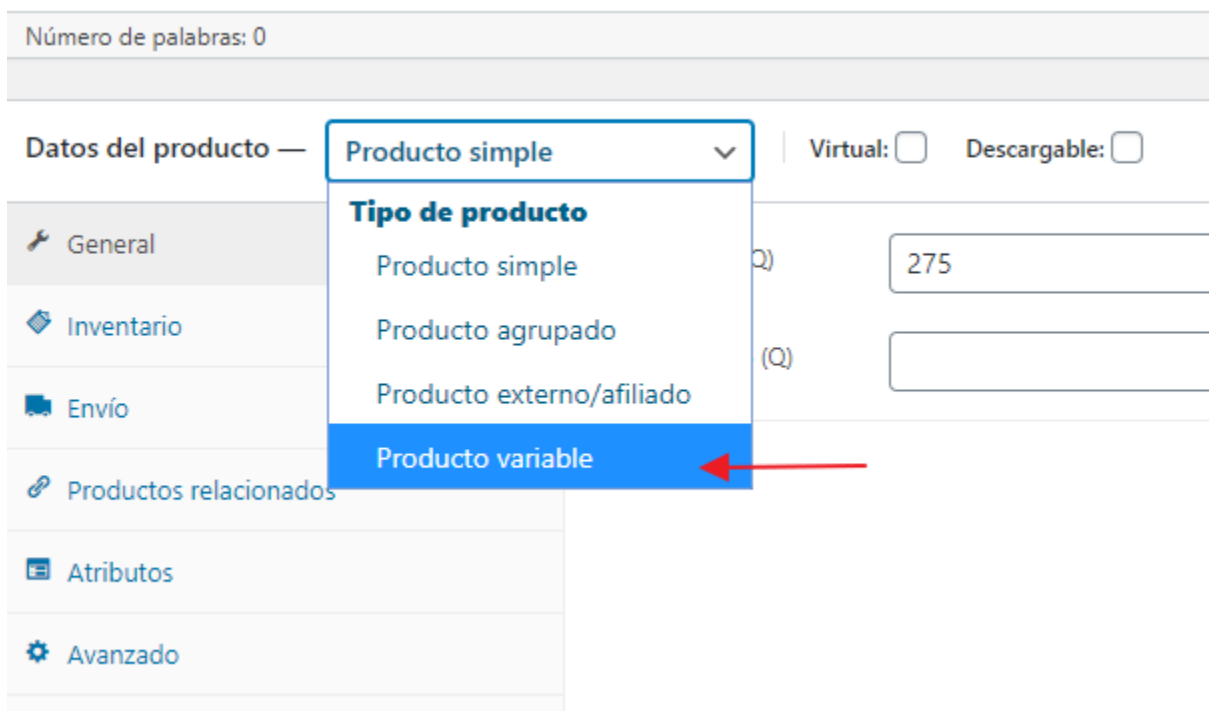 Número de palabras: 0
Datos del producto — Producto simple Virtual: Descargable:
Tipo de producto
Producto simple
Producto agrupado
Producto externo/afiliado
Producto variable
General
Inventario
Envío
Productos relacionados
Atributos
Avanzado
Q)
275
(Q)